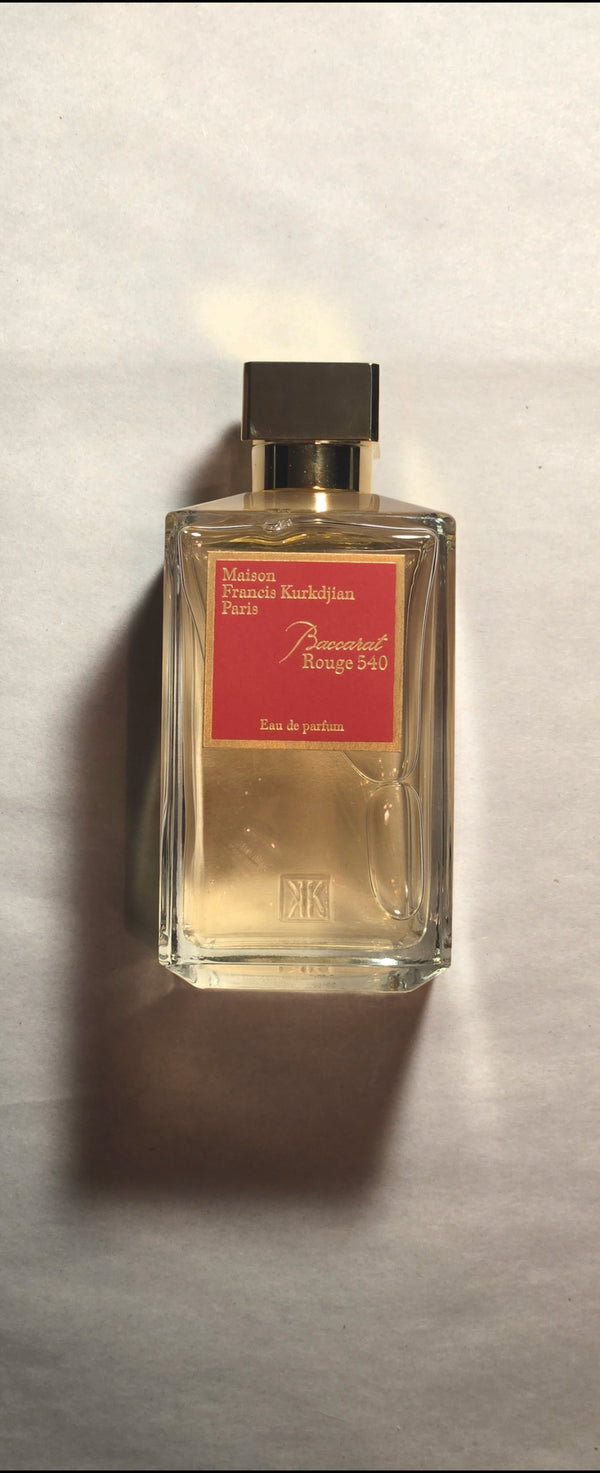 Maison
Francis Kurkdjian
Paris
Baccarat
Rouge 540
Eau de parfum